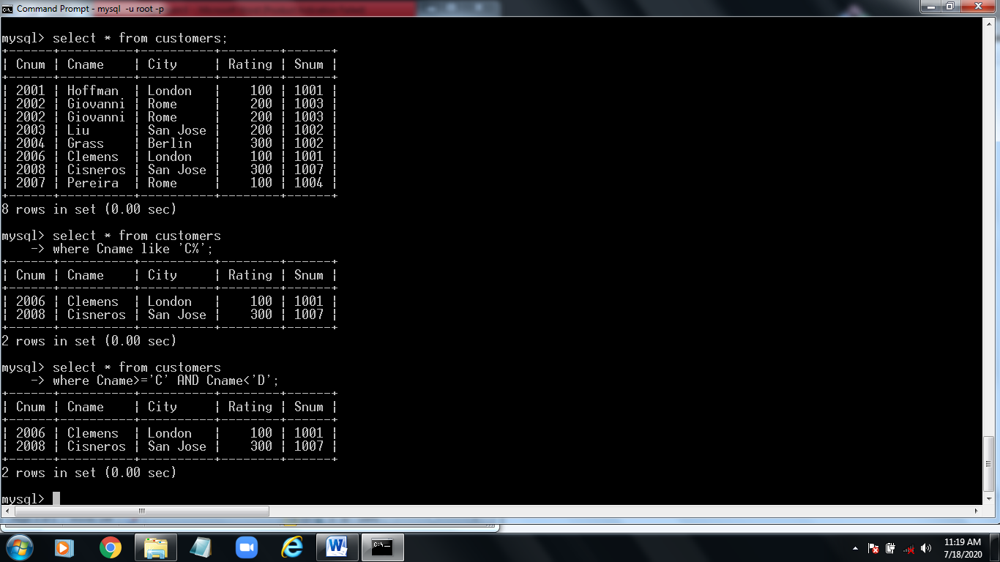 Command Prompt - mysql -u root -p
mysql> select * from customers;
+------+----------+----------+--------+------+
| Cnum | Cname    | City     | Rating | Snum |
+------+----------+----------+--------+------+
| 2001 | Hoffman  | London   |    100 | 1001 |
| 2002 | Giovanni | Rome     |    200 | 1003 |
| 2002 | Giovanni | Rome     |    200 | 1003 |
| 2003 | Liu      | San Jose |    200 | 1002 |
| 2004 | Grass    | Berlin   |    300 | 1002 |
| 2006 | Clemens  | London   |    100 | 1001 |
| 2008 | Cisneros | San Jose |    300 | 1007 |
| 2007 | Pereira  | Rome     |    100 | 1004 |
+------+----------+----------+--------+------+
8 rows in set (0.00 sec)
mysql> select * from customers
    -> where Cname like 'C%';
+------+----------+----------+--------+------+
| Cnum | Cname    | City     | Rating | Snum |
+------+----------+----------+--------+------+
| 2006 | Clemens  | London   |    100 | 1001 |
| 2008 | Cisneros | San Jose |    300 | 1007 |
+------+----------+----------+--------+------+
2 rows in set (0.00 sec)
mysql> select * from customers
    -> where Cname>='C' AND Cname<'D';
+------+----------+----------+--------+------+
| Cnum | Cname    | City     | Rating | Snum |
+------+----------+----------+--------+------+
| 2006 | Clemens  | London   |    100 | 1001 |
| 2008 | Cisneros | San Jose |    300 | 1007 |
+------+----------+----------+--------+------+
2 rows in set (0.00 sec)
mysql>
11:19 AM
7/18/2020